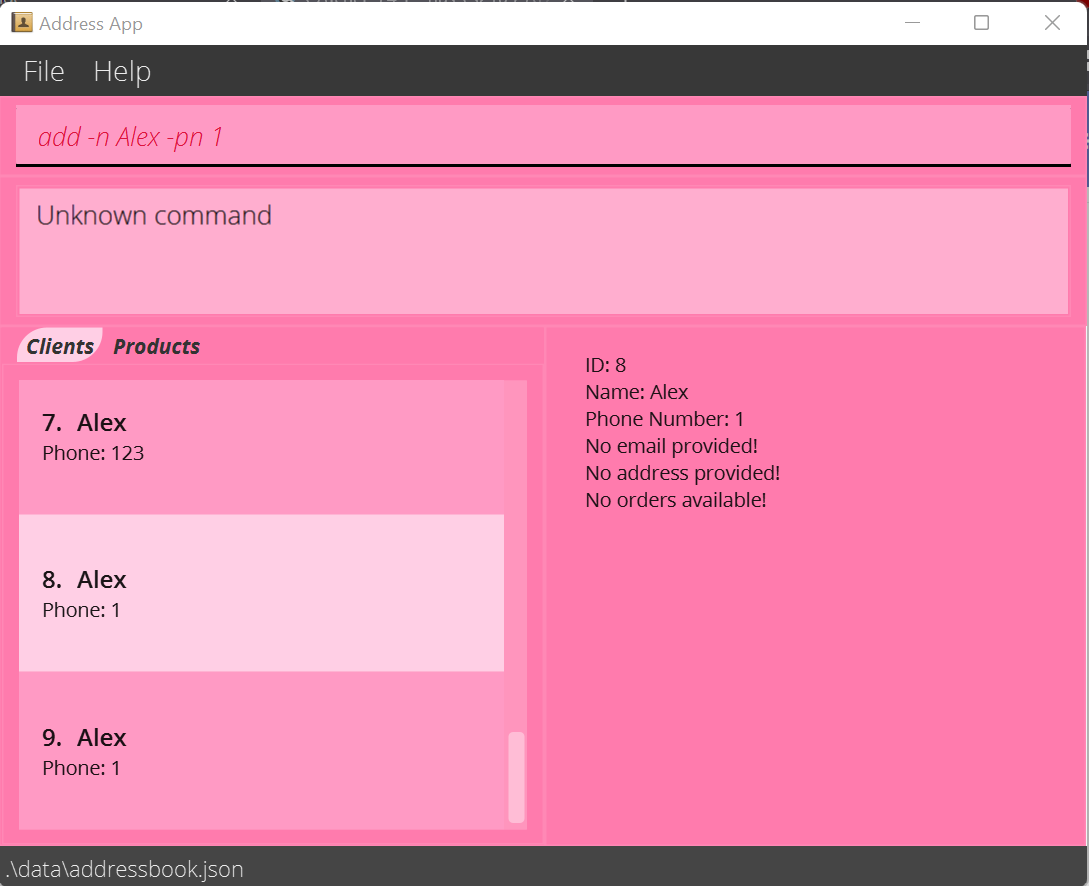 Address App
File Help
add -n Alex -pn 1
Unknown command
Clients Products
7. Alex
Phone: 123
8. Alex
Phone: 1
9. Alex
Phone: 1
ID: 8
Name: Alex
Phone Number: 1
No email provided!
No address provided!
No orders available!
.\data\addressbook.json